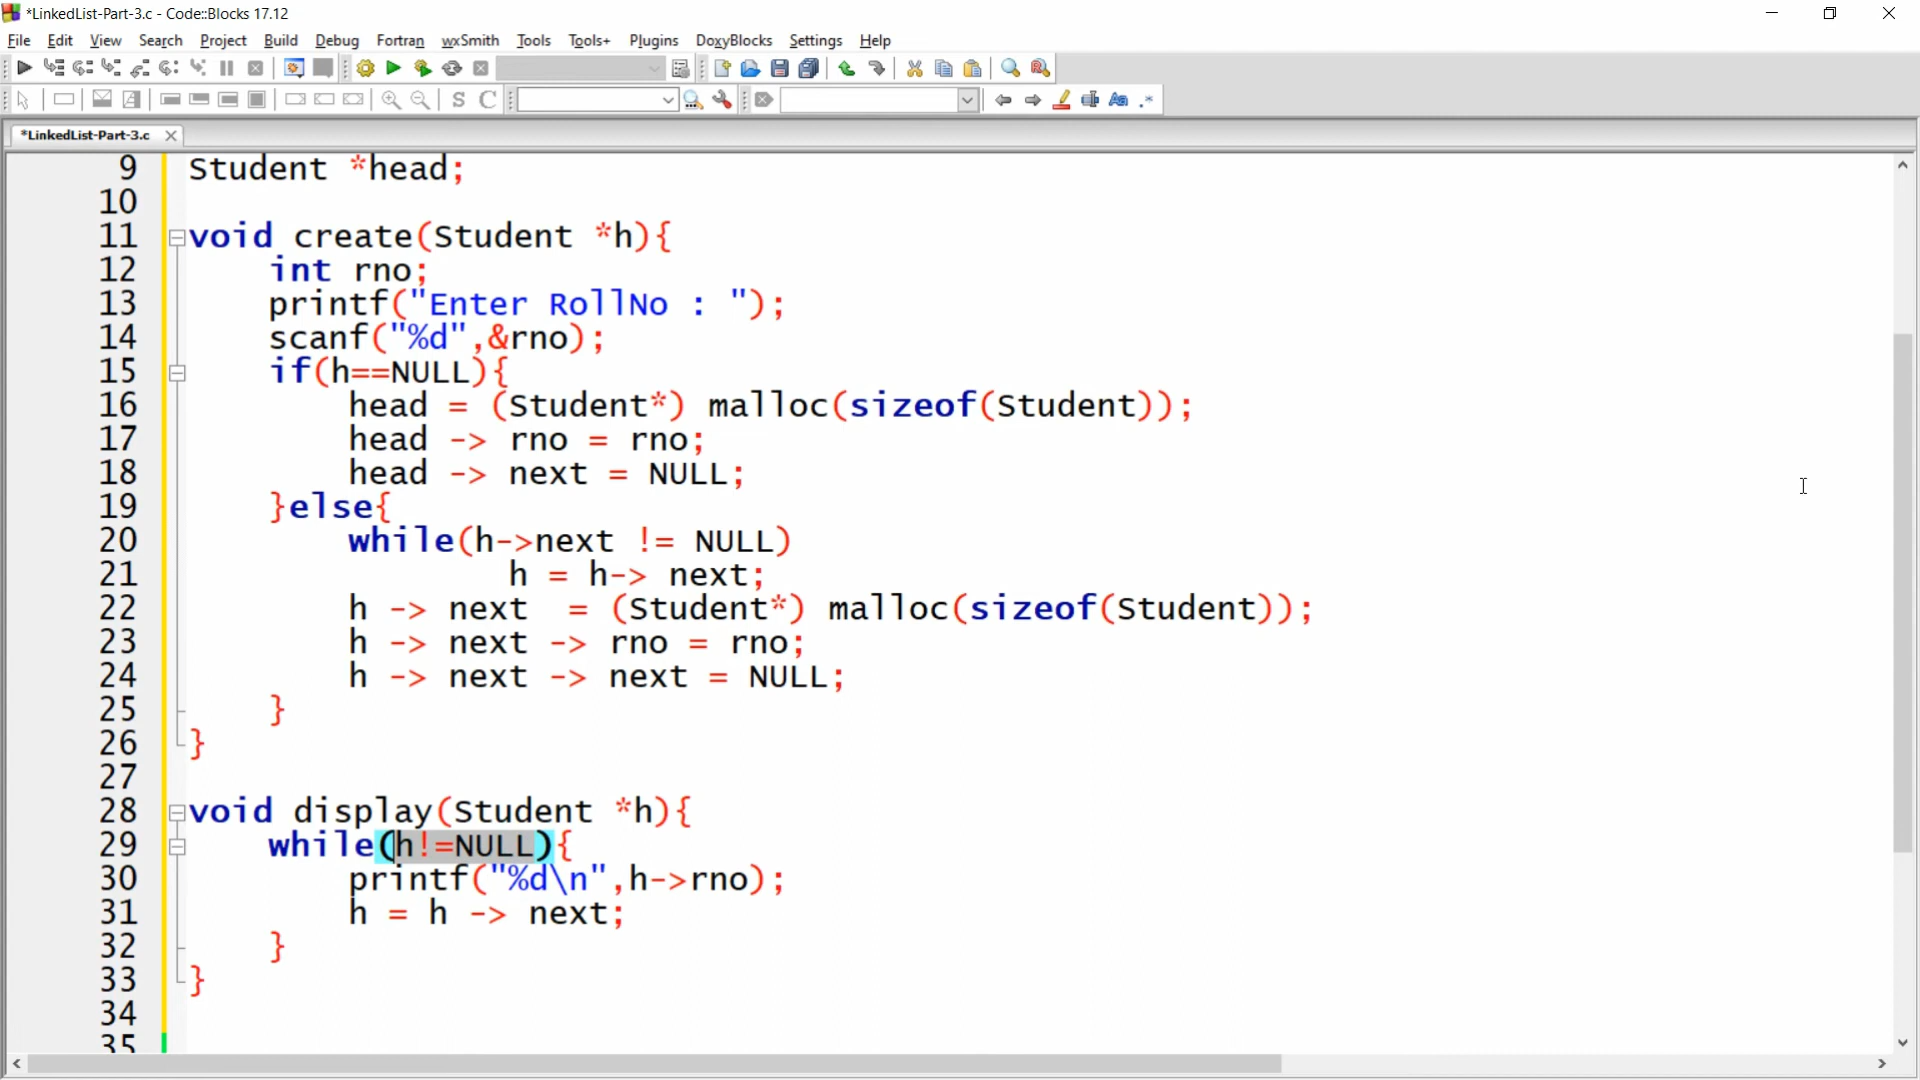 *LinkedList-Part-3.c - Code::Blocks 17.12
File Edit View Search Project Build Debug Fortran wxSmith Tools Tools+ Plugins DoxyBlocks Settings Help
*LinkedList-Part-3.c
9 Student *head;
10
11 void create(Student *h){
12 int rno;
13 printf("Enter RollNo : ");
14 scanf("%d",&rno);
15 if(h==NULL){
16 head = (Student*) malloc(sizeof(Student));
17 head -> rno = rno;
18 head -> next = NULL;
19 }else{
20 while(h->next != NULL)
21 h = h-> next;
22 h -> next  = (Student*) malloc(sizeof(Student));
23 h -> next -> rno = rno;
24 h -> next -> next = NULL;
25 }
26 }
27
28 void display(Student *h){
29 while(h!=NULL){
30 printf("%d\n",h->rno);
31 h = h -> next;
32 }
33 }
34
35